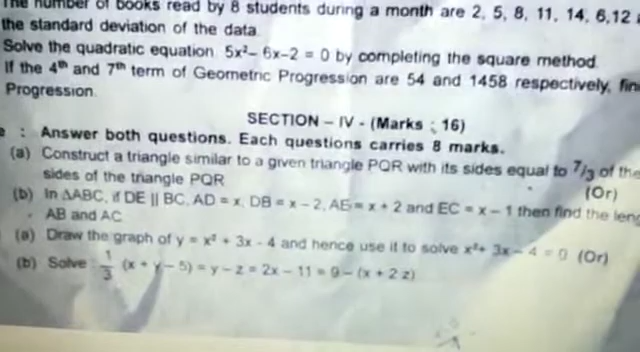 The number of books read by 8 students during a month are 2, 5, 8, 11, 14, 6,12
the standard deviation of the data.
Solve the quadratic equation 5x² – 6x–2 = 0 by completing the square method.
If the 4th and 7th term of Geometric Progression are 54 and 1458 respectively,
Progression.
SECTION – IV - (Marks : 16)
: Answer both questions. Each questions carries 8 marks.
(a) Construct a triangle similar to a given triangle PQR with its sides equal to 7/3 of the
sides of the triangle PQR
(Or)
(b) In ΔABC, if DE || BC, AD = x, DB = x – 2, AE = x + 2 and EC = x – 1 then find the
AB and AC
(a) Draw the graph of y = x² + 3x - 4 and hence use it to solve x²+ 3x – 4 = 0 (Or)
(b) Solve 1/3 (x + y – 5) = y – z = 2x – 11 = 9 – (x + 2 z)